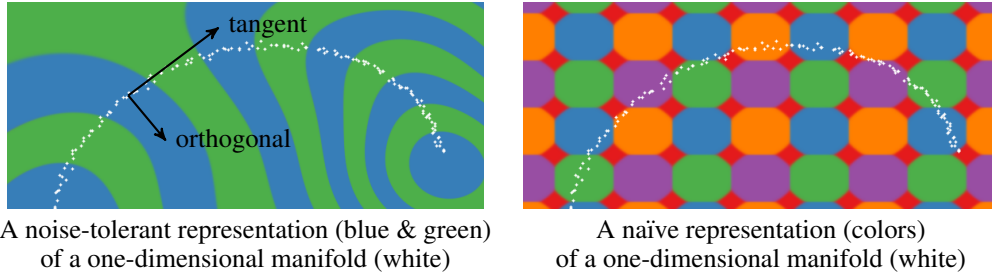 tangent
orthogonal
A noise-tolerant representation (blue & green)
of a one-dimensional manifold (white)
A naïve representation (colors)
of a one-dimensional manifold (white)